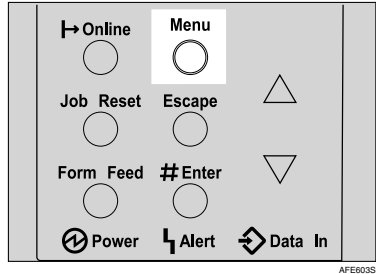 Online Menu
Job Reset Escape
Form Feed # Enter
Power Alert Data In
AFE603S